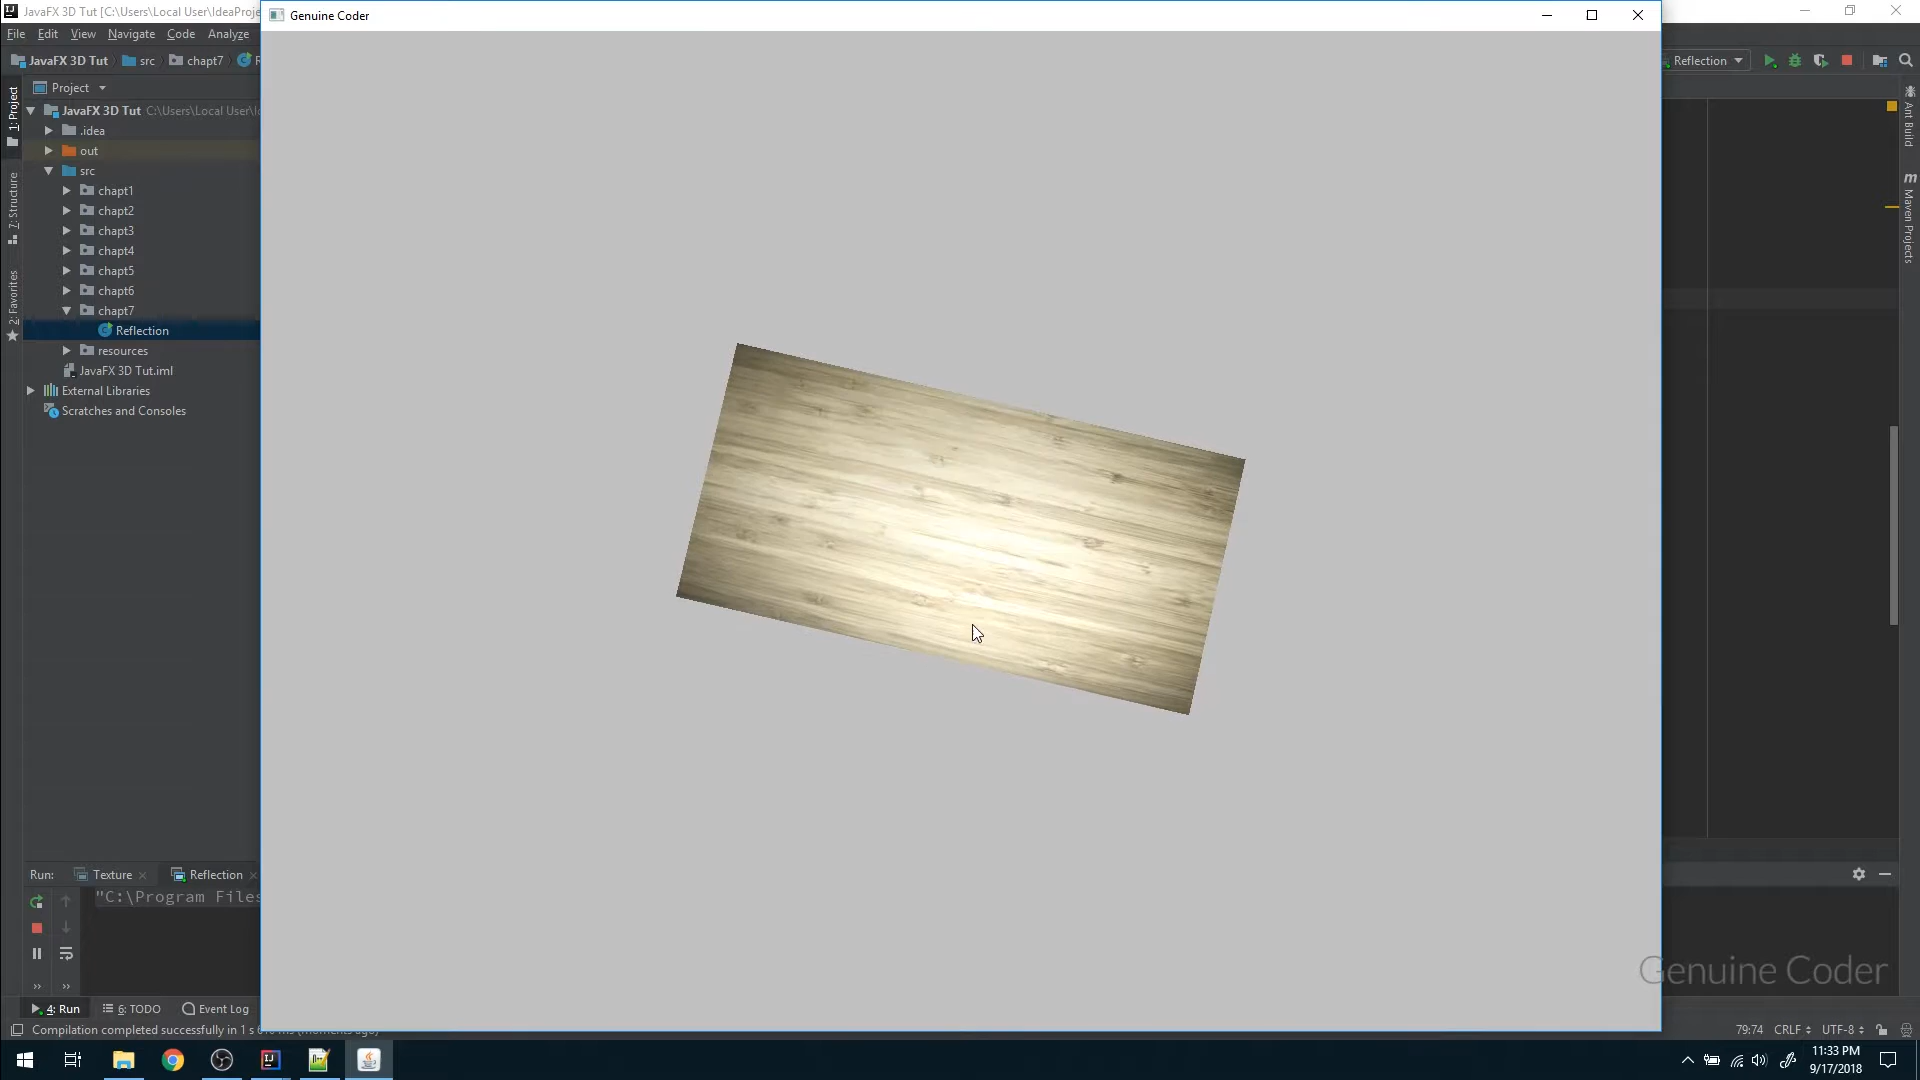 JavaFX 3D Tut [C:\Users\Local User\IdeaProje
Genuine Coder
File Edit View Navigate Code Analyze
JavaFX 3D Tut src chapt7 R
Reflection
Project
1: Project
JavaFX 3D Tut C:\Users\Local User\I
.idea
out
src
chapt1
chapt2
chapt3
chapt4
chapt5
chapt6
chapt7
Reflection
resources
JavaFX 3D Tut.iml
External Libraries
Scratches and Consoles
7: Structure
2: Favorites
Ant Build
m Maven Projects
Run: Texture Reflection
"C:\Program Files
Genuine Coder
4: Run 6: TODO Event Log
Compilation completed successfully in 1 s
79:74 CRLF UTF-8
11:33 PM
9/17/2018